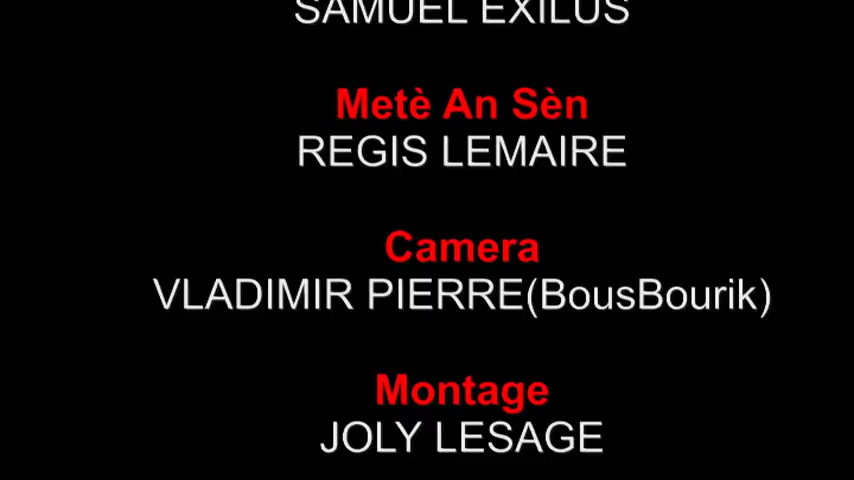 SAMUEL EXILUS
Metè An Sèn
REGIS LEMAIRE
Camera
VLADIMIR PIERRE(BousBourik)
Montage
JOLY LESAGE